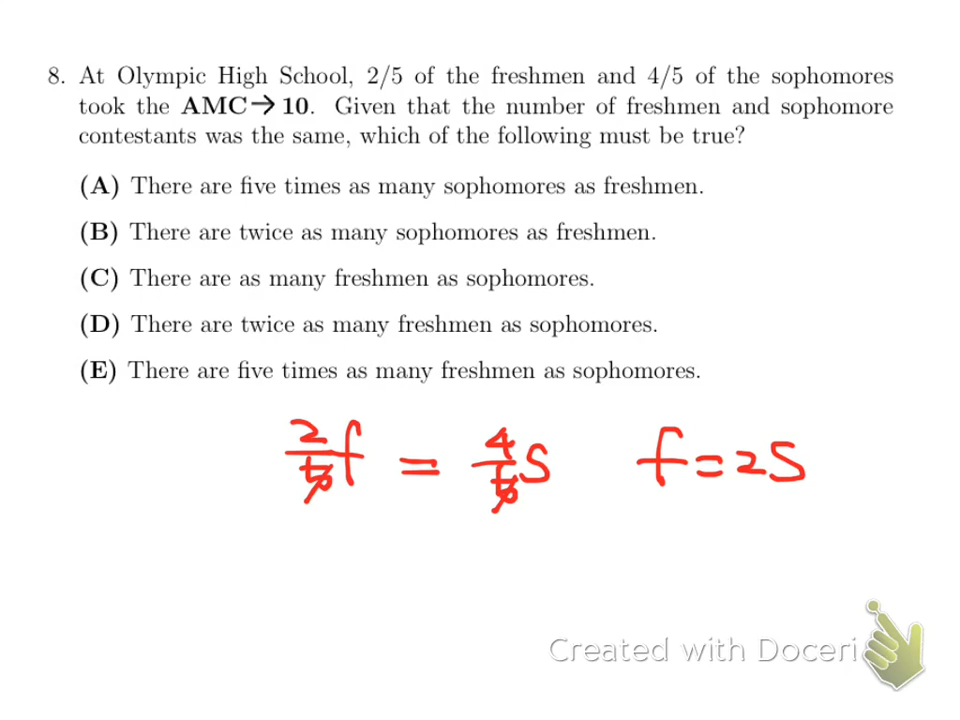 8. At Olympic High School, 2/5 of the freshmen and 4/5 of the sophomores
took the AMC→10. Given that the number of freshmen and sophomore
contestants was the same, which of the following must be true?
(A) There are five times as many sophomores as freshmen.
(B) There are twice as many sophomores as freshmen.
(C) There are as many freshmen as sophomores.
(D) There are twice as many freshmen as sophomores.
(E) There are five times as many freshmen as sophomores.
2/5 f = 4/5 s f = 2s
Created with Doceri